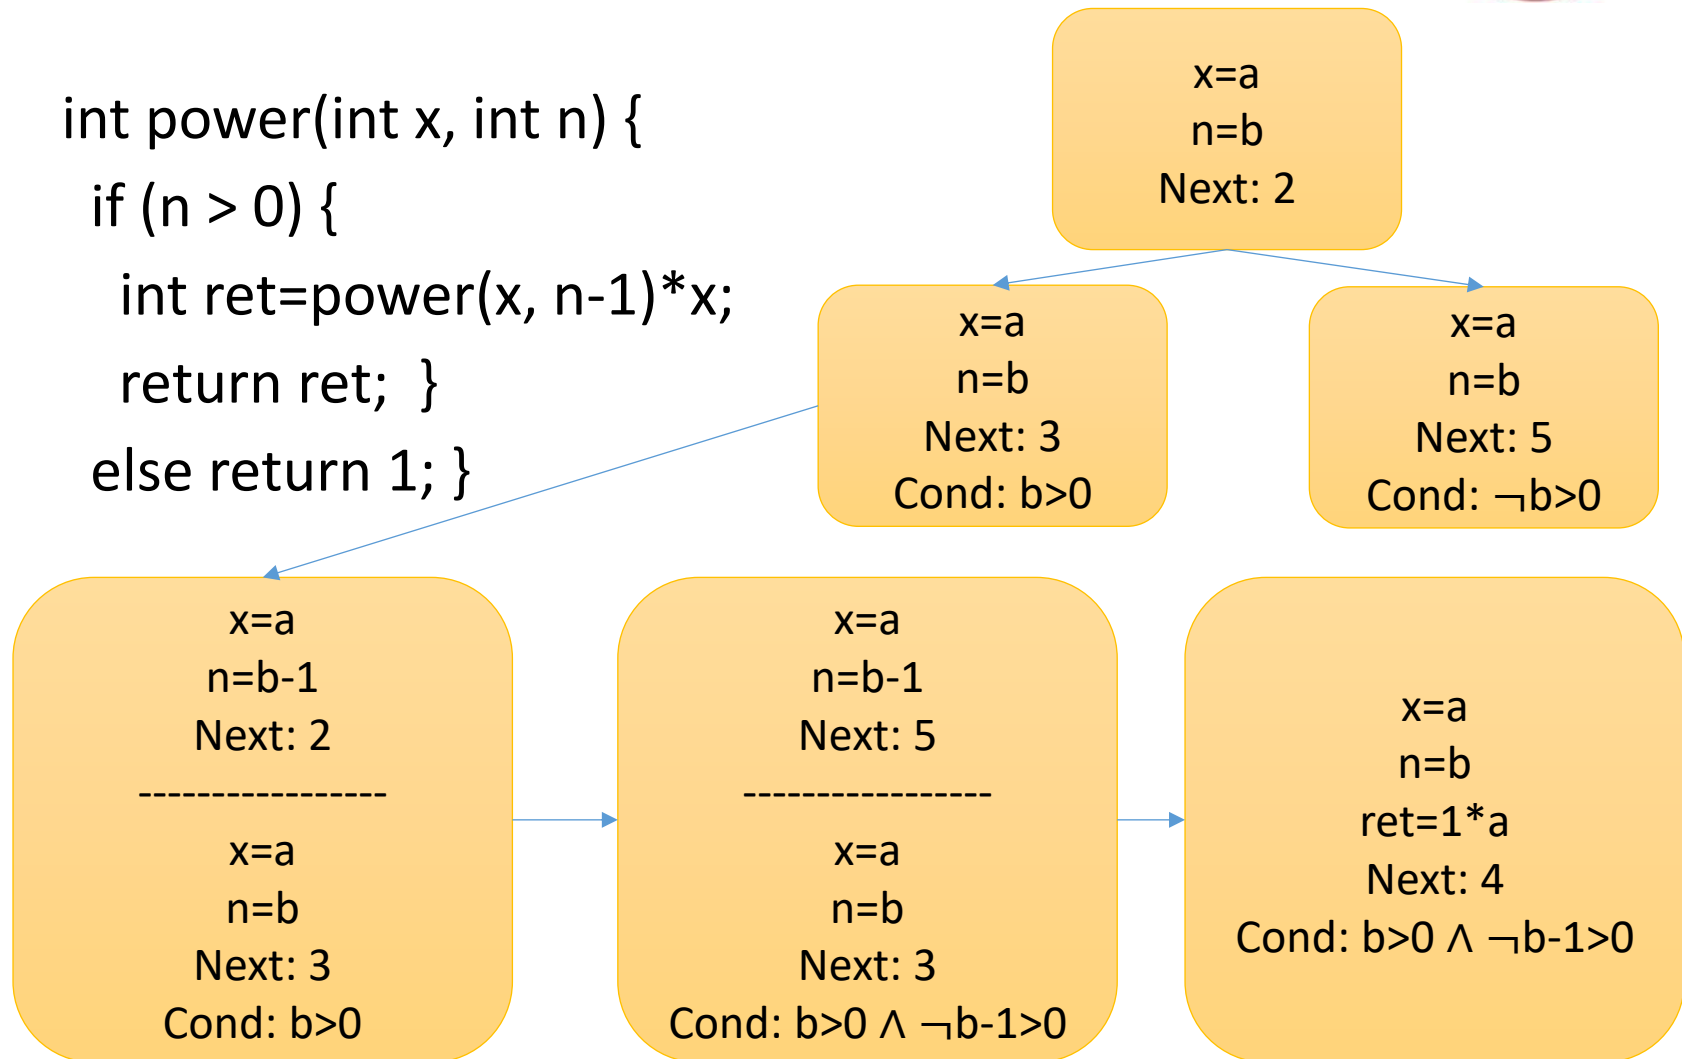 int power(int x, int n) {
if (n > 0) {
int ret=power(x, n-1)*x;
return ret; }
else return 1; }
x=a
n=b
Next: 2
x=a
n=b
Next: 3
Cond: b>0
x=a
n=b
Next: 5
Cond: ¬b>0
x=a
n=b-1
Next: 2
-----------------
x=a
n=b
Next: 3
Cond: b>0
x=a
n=b-1
Next: 5
-----------------
x=a
n=b
Next: 3
Cond: b>0 ∧ ¬b-1>0
x=a
n=b
ret=1*a
Next: 4
Cond: b>0 ∧ ¬b-1>0